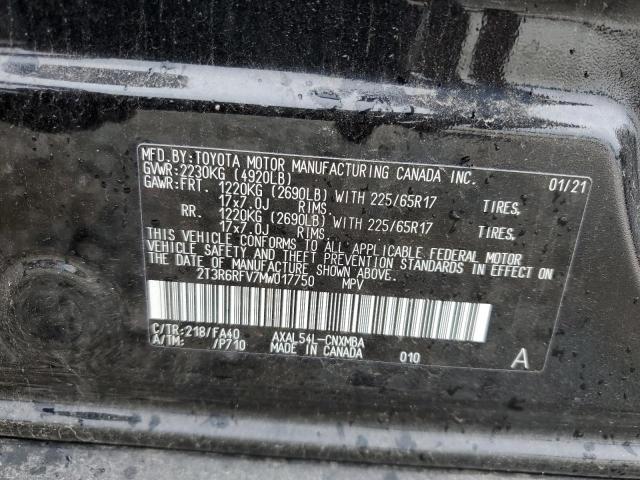 MFD.BY:TOYOTA MOTOR MANUFACTURING CANADA INC. 01/21
GVWR:2230KG (4920LB)
GAWR:FRT. 1220KG (2690LB) WITH 225/65R17 TIRES,
17x7.0J RIMS.
RR. 1220KG (2690LB) WITH 225/65R17 TIRES,
17x7.0J RIMS
THIS VEHICLE CONFORMS TO ALL APPLICABLE FEDERAL MOTOR
VEHICLE SAFETY AND THEFT PREVENTION STANDARDS IN EFFECT ON
THE DATE OF MANUFACTURE SHOWN ABOVE.
2T3R6RFV7MW017750 MPV
C/TR:218/FA40 AXAL54L-CNXMBA
A/TM: /P710 MADE IN CANADA 010 A